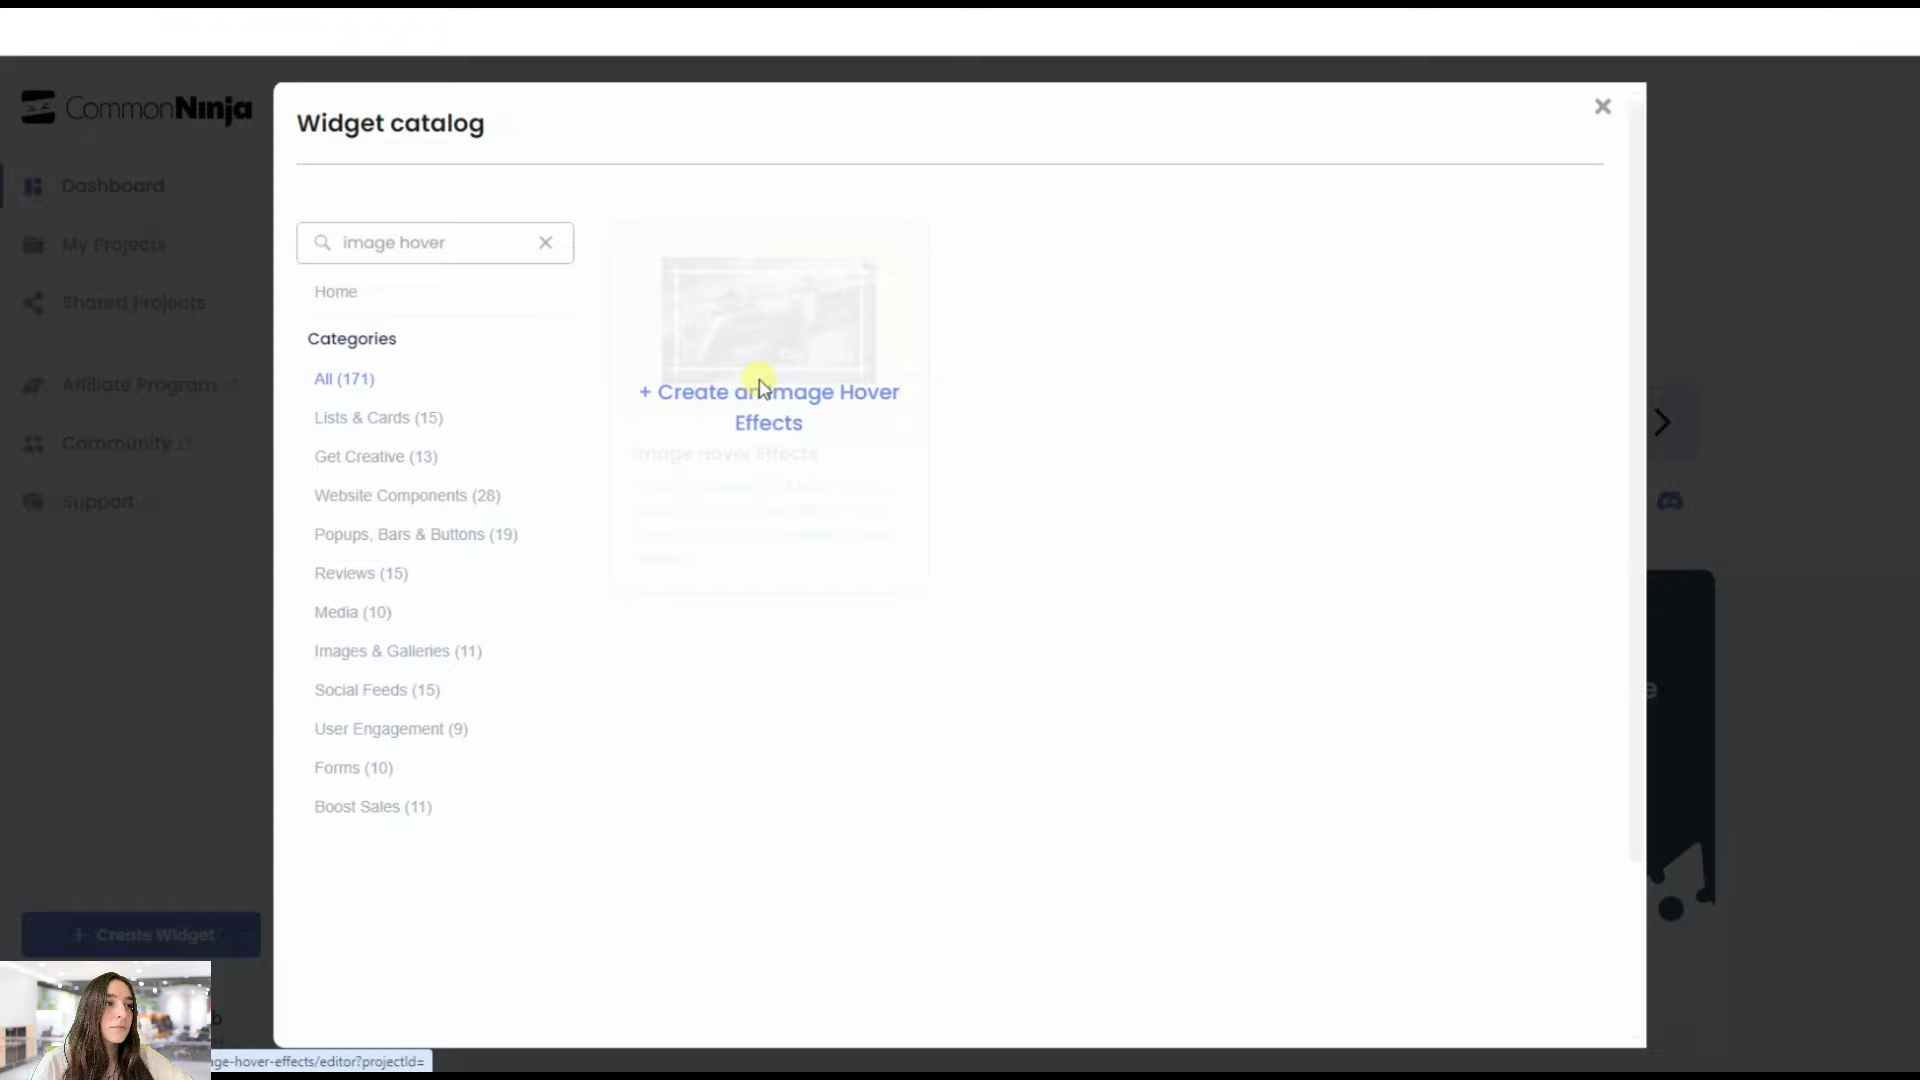 CommonNinja
Dashboard
My Projects
Shared Projects
Affiliate Program
Community
Support
+ Create Widget
Widget catalog
image hover
Home
Categories
All (171)
Lists & Cards (15)
Get Creative (13)
Website Components (28)
Popups, Bars & Buttons (19)
Reviews (15)
Media (10)
Images & Galleries (11)
Social Feeds (15)
User Engagement (9)
Forms (10)
Boost Sales (11)
+ Create an Image Hover
Effects
Image Hover Effects
ge-hover-effects/editor?projectId=